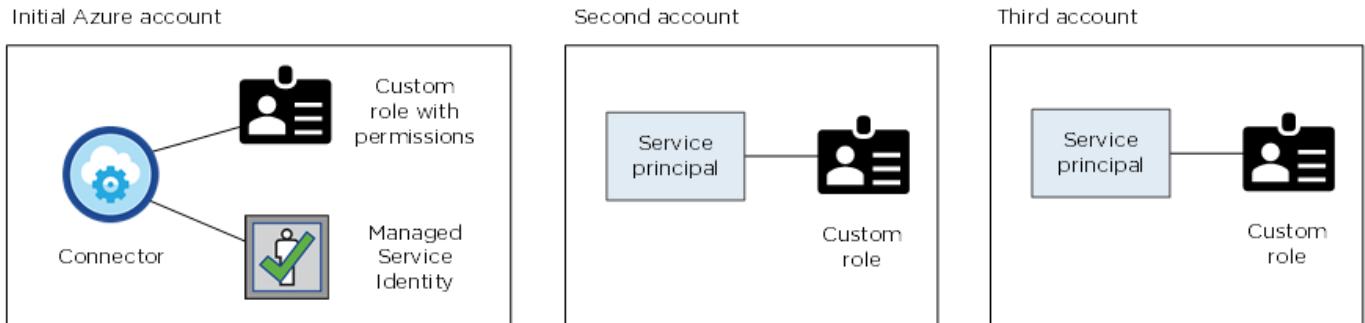 Initial Azure account
Second account
Third account
Custom
role with
permissions
Connector
Managed
Service
Identity
Service
principal
Custom
role
Service
principal
Custom
role